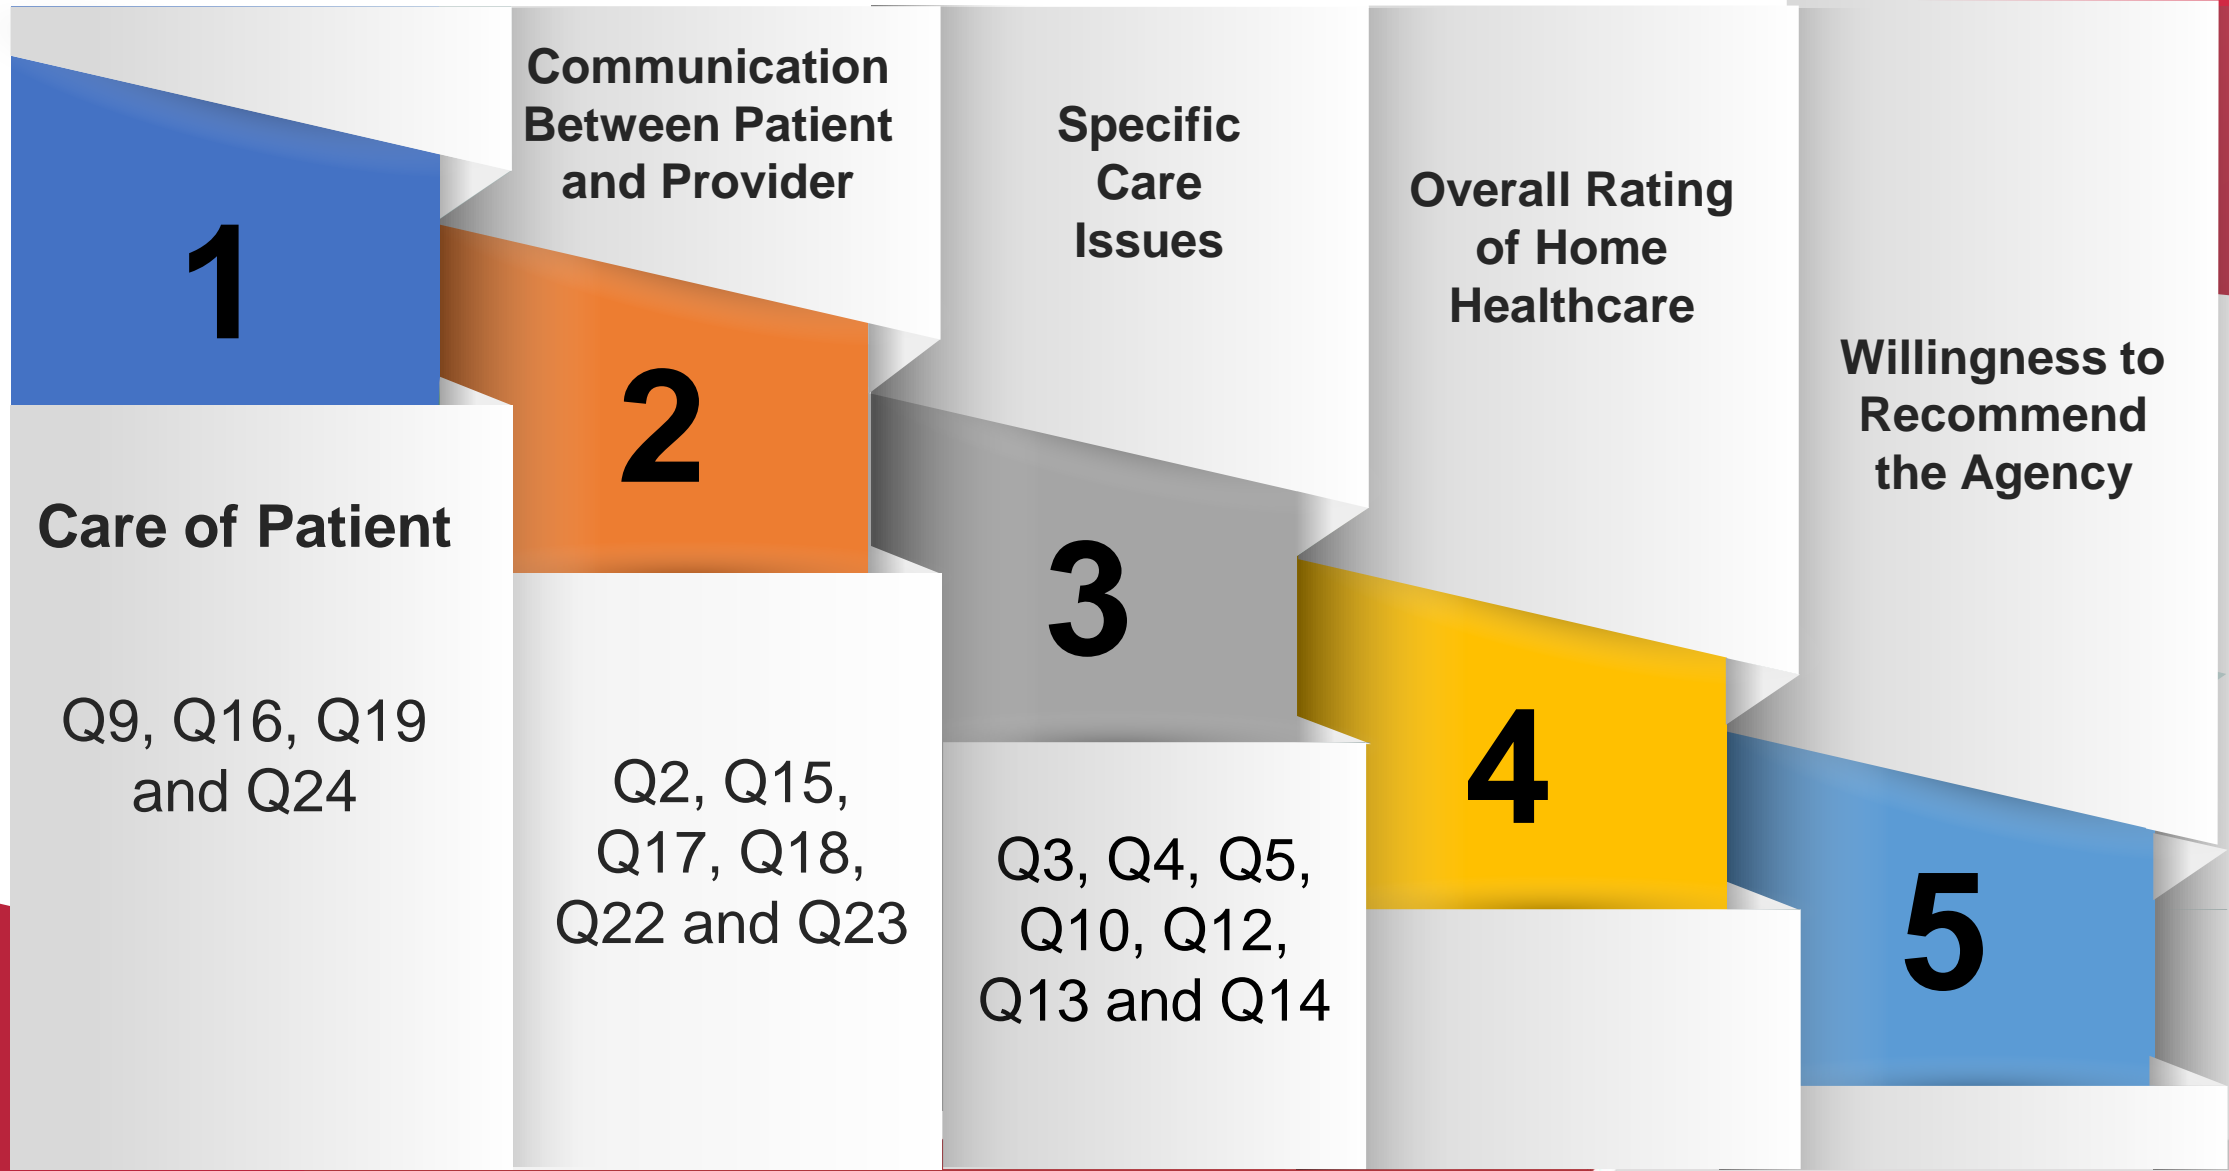 1
Care of Patient
Q9, Q16, Q19
and Q24
Communication
Between Patient
and Provider
2
Q2, Q15,
Q17, Q18,
Q22 and Q23
Specific
Care
Issues
3
Q3, Q4, Q5,
Q10, Q12,
Q13 and Q14
Overall Rating
of Home
Healthcare
4
Willingness to
Recommend
the Agency
5